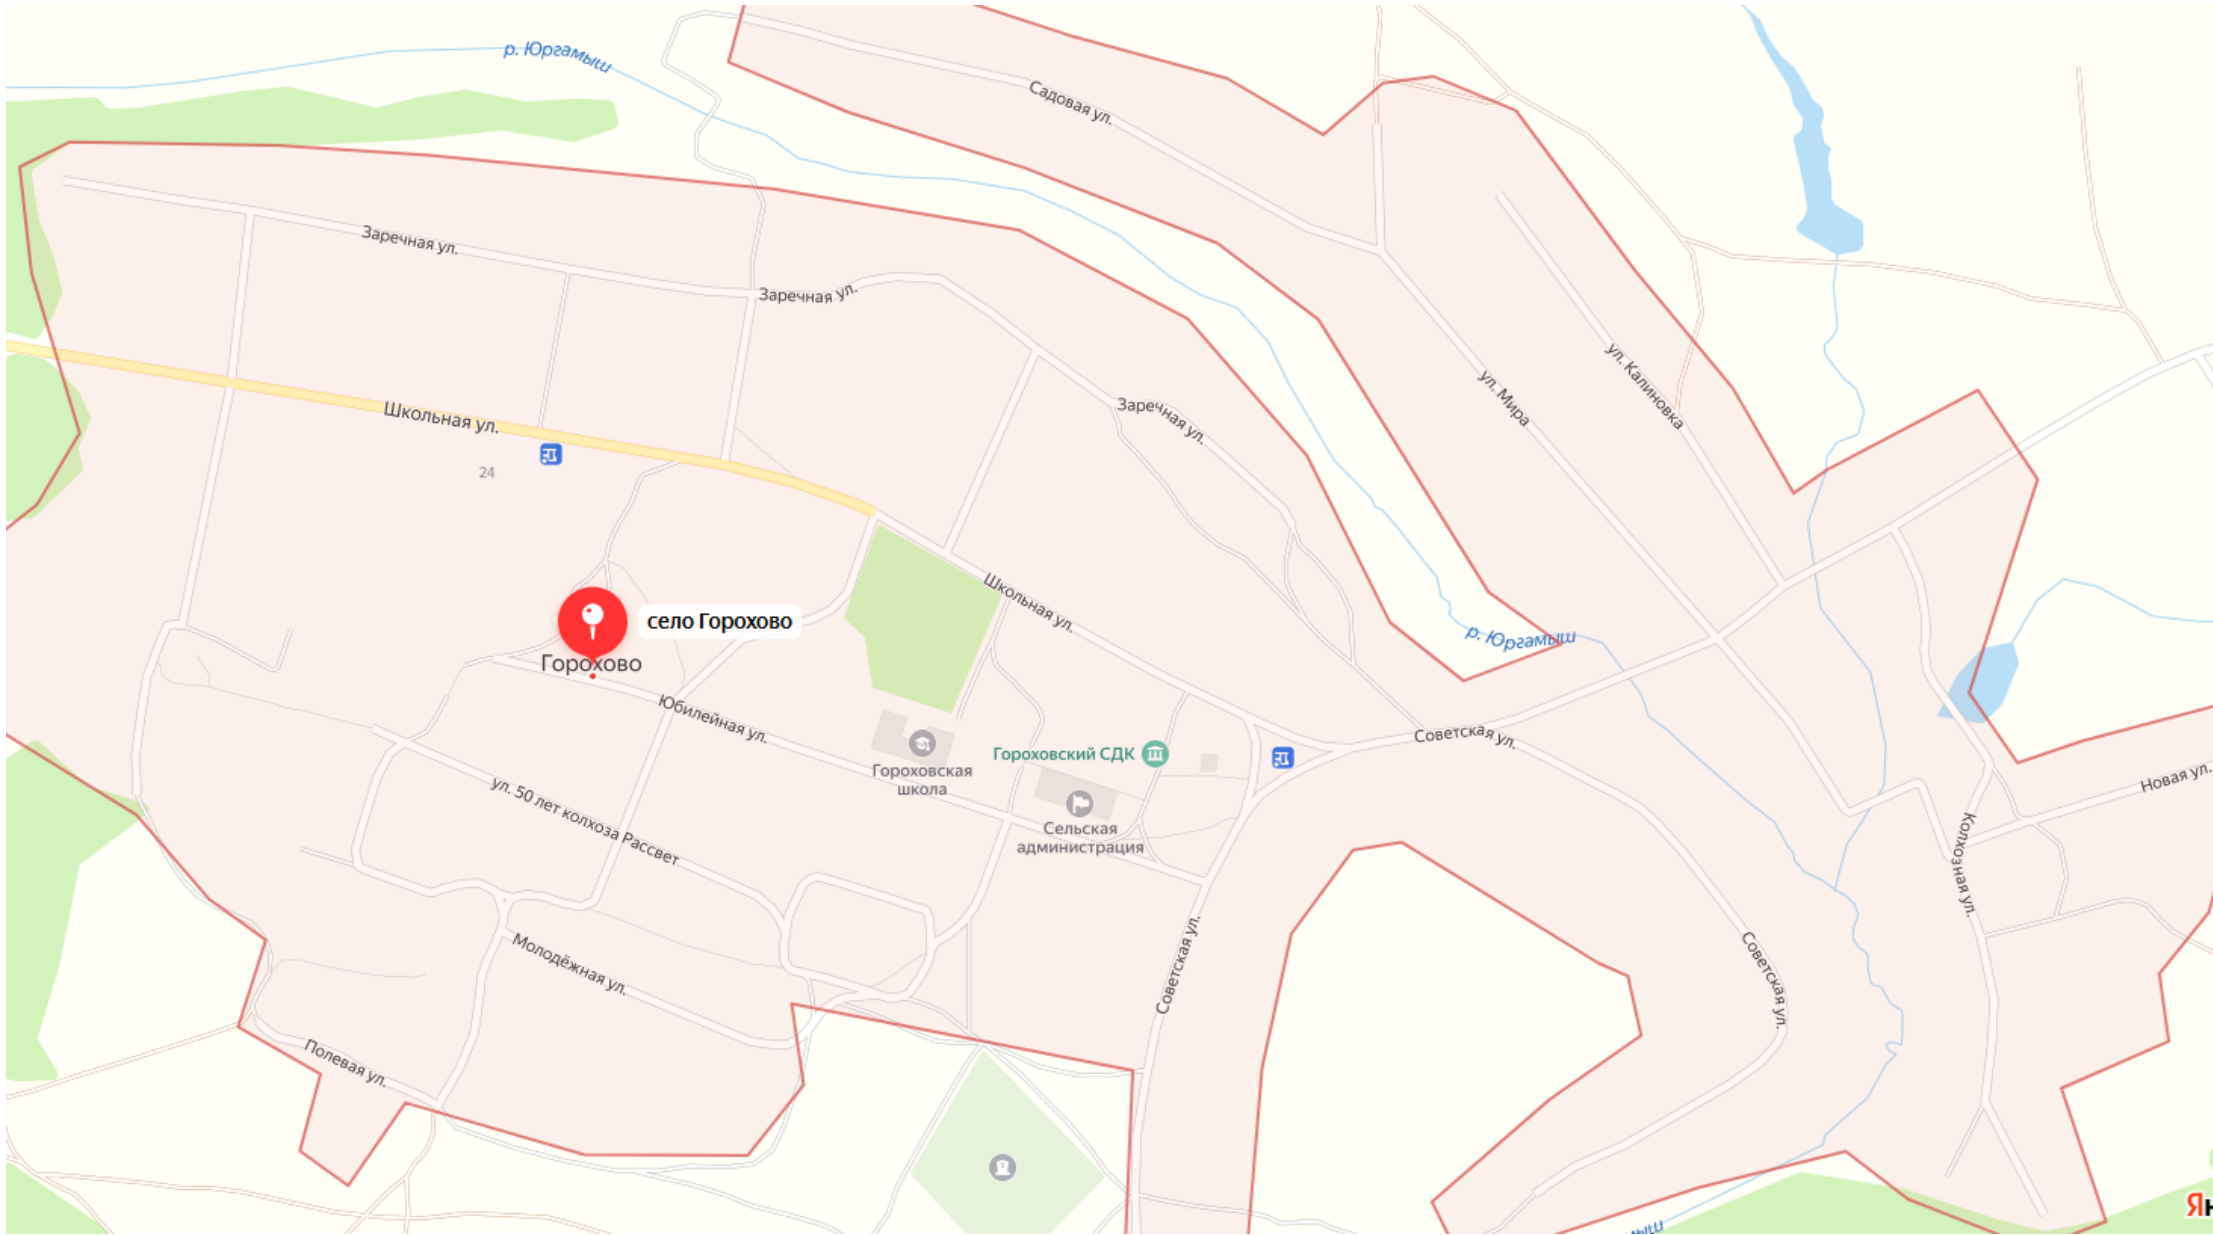 р. Юргамыш
Садовая ул.
Заречная ул.
Заречная ул.
ул. Калиновка
ул. Мира
Заречная ул.
Школьная ул.
24
Школьная ул.
село Горохово
р. Юргамыш
Горохово
Юбилейная ул.
Советская ул.
Гороховский СДК
Гороховская
школа
Новая ул.
ул. 50 лет колхоза Рассвет
Сельская
администрация
Колхозная ул.
Молодёжная ул.
Советская ул.
Советская ул.
Полевая ул.
Ян
мыш